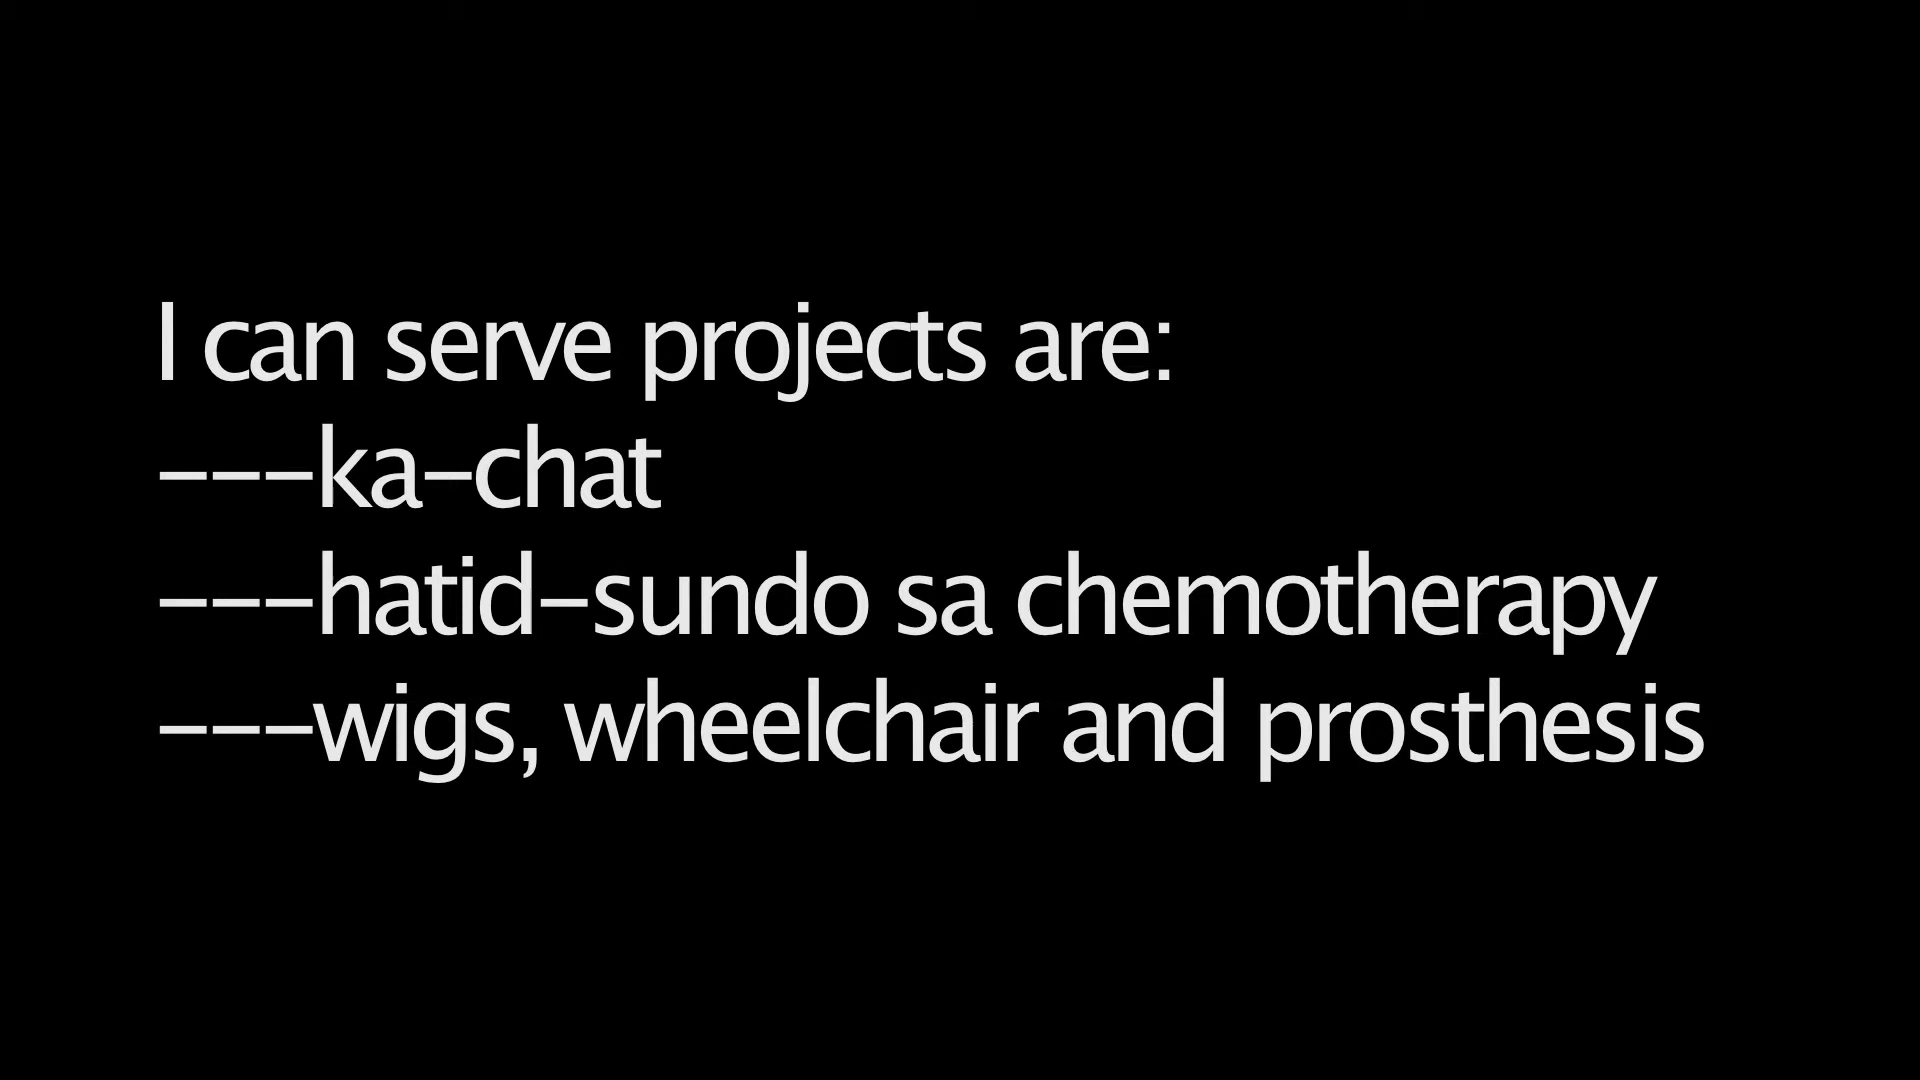 I can serve projects are:
---ka-chat
---hatid-sundo sa chemotherapy
---wigs, wheelchair and prosthesis